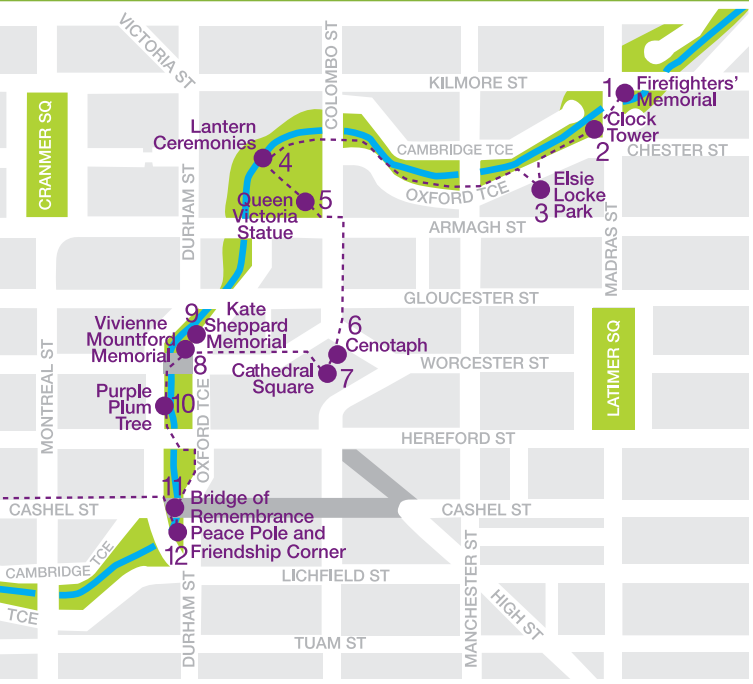 VICTORIA ST
COLOMBO ST
KILMORE ST
1
Firefighters'
Memorial
CRANMER SQ
Lantern
Ceremonies
4
CAMBRIDGE TCE
Clock
Tower
2
CHESTER ST
DURHAM ST
OXFORD TCE
Elsie
Locke
Park
3
Queen
Victoria
Statue
5
ARMAGH ST
MADRAS ST
GLOUCESTER ST
9
Kate
Sheppard
Memorial
Vivienne
Mountford
Memorial
8
6
Cenotaph
Cathedral
Square
7
WORCESTER ST
LATIMER SQ
MONTREAL ST
Purple
Plum
Tree
10
OXFORD TCE
HEREFORD ST
11
Bridge of
Remembrance
CASHEL ST
CASHEL ST
Peace Pole and
Friendship Corner
12
CAMBRIDGE TCE
LICHFIELD ST
TCE
DURHAM ST
MANCHESTER ST
HIGH ST
TUAM ST